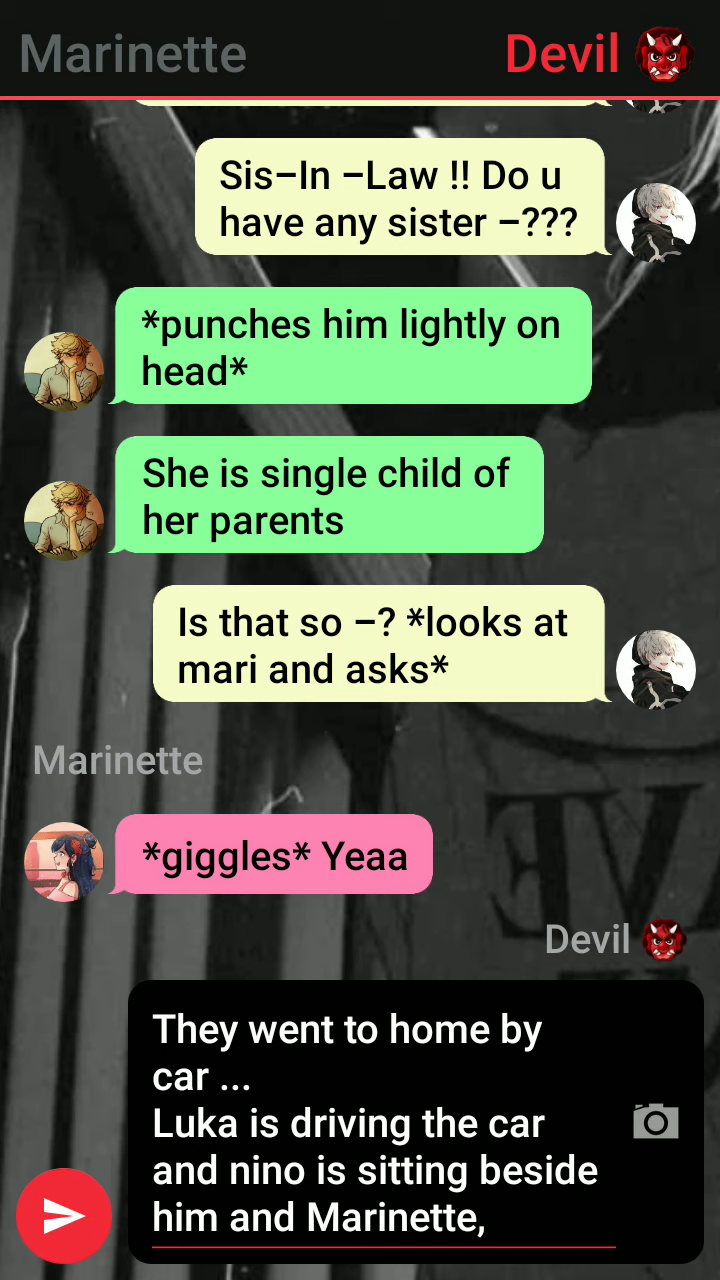 Marinette
Devil 👹
Sis–In –Law !! Do u
have any sister –???
*punches him lightly on
head*
She is single child of
her parents
Is that so –? *looks at
mari and asks*
Marinette
*giggles* Yeaa
Devil 👹
They went to home by
car ...
Luka is driving the car
and nino is sitting beside
him and Marinette,